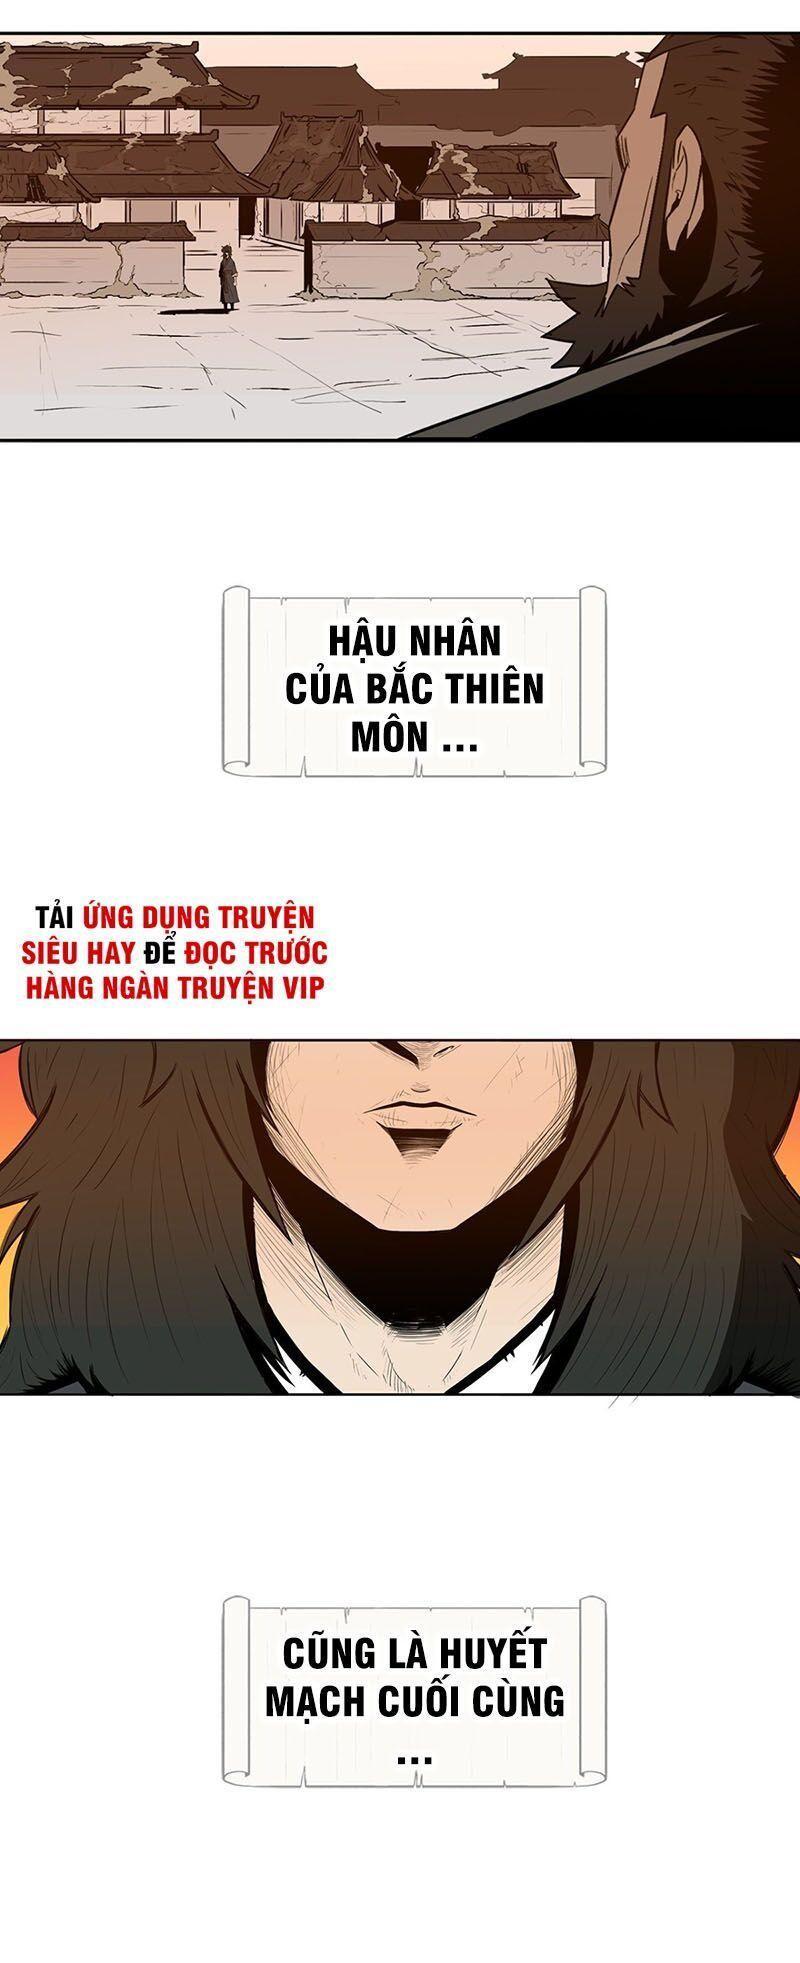 HẬU NHÂN
CỦA BẮC THIÊN
MÔN ...
TẢI ỨNG DỤNG TRUYỆN
SIÊU HAY ĐỂ ĐỌC TRƯỚC
HÀNG NGÀN TRUYỆN VIP
CŨNG LÀ HUYẾT
MẠCH CUỐI CÙNG
...